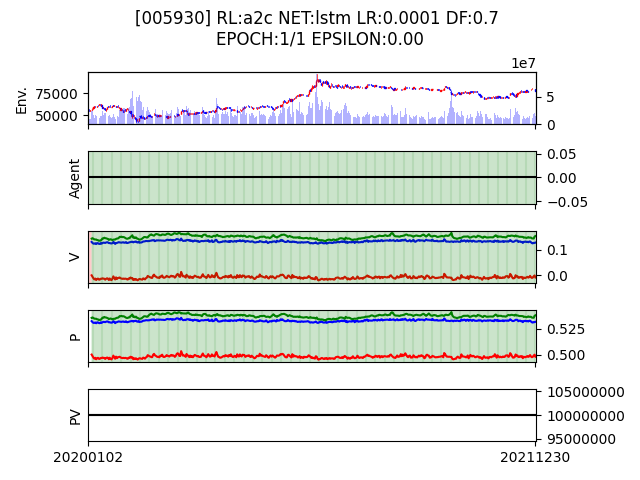 [005930] RL:a2c NET:lstm LR:0.0001 DF:0.7
EPOCH:1/1 EPSILON:0.00
1e7
Env.
75000
50000
5
0
Agent
0.05
0.00
−0.05
V
0.1
0.0
P
0.525
0.500
PV
105000000
100000000
95000000
20200102
20211230